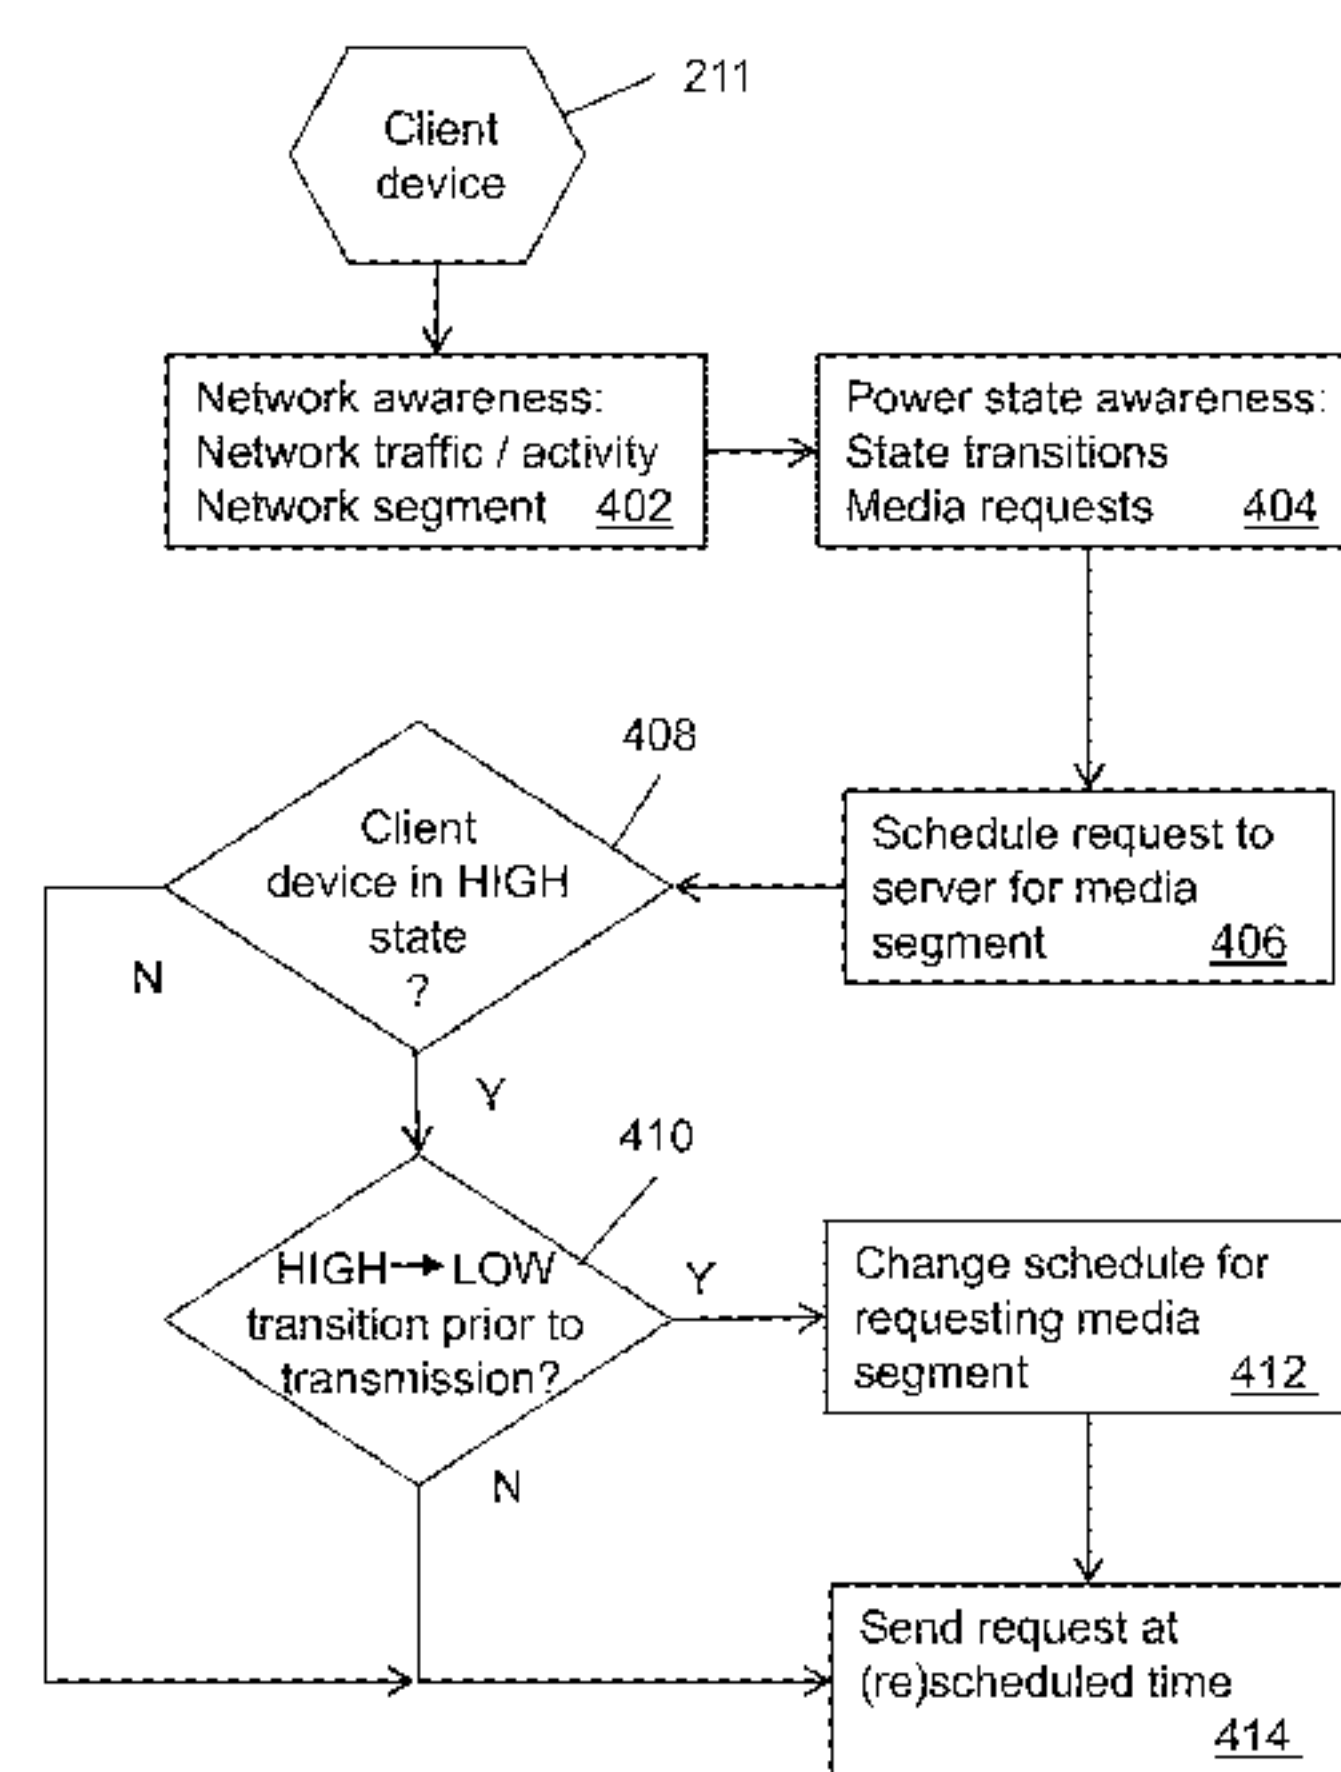 211
Client
device
Network awareness:
Network traffic / activity
Network segment 402
Power state awareness:
State transitions
Media requests 404
408
Client
device in HIGH
state
?
N
Y
Schedule request to
server for media
segment 406
410
HIGH→LOW
transition prior to
transmission?
Y
N
Change schedule for
requesting media
segment 412
Send request at
(re)scheduled time
414